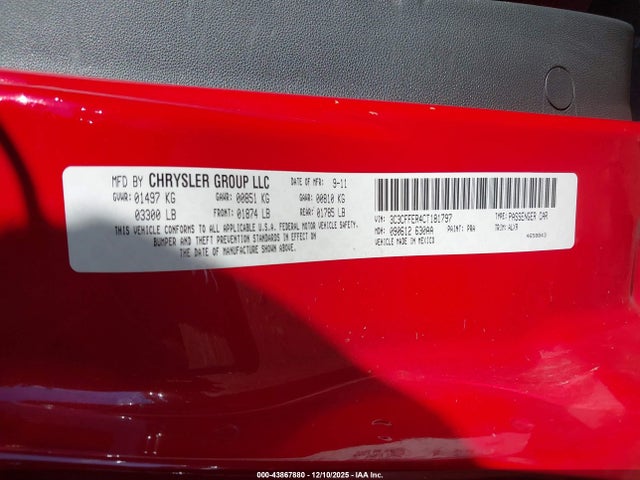 MFD BY CHRYSLER GROUP LLC DATE OF MFR: 9-11
GVWR: 01497 KG GAWR: 00851 KG GAWR: 00810 KG
03300 LB FRONT: 01874 LB REAR: 01785 LB
THIS VEHICLE CONFORMS TO ALL APPLICABLE U.S.A. FEDERAL MOTOR VEHICLE SAFETY,
BUMPER AND THEFT PREVENTION STANDARDS IN EFFECT ON
THE DATE OF MANUFACTURE SHOWN ABOVE.
VIN: 3C3CFFER4CT181797 TYPE: PASSENGER CAR
MDH: 090612 630AA PAINT: PRA TRIM: ALXR
VEHICLE MADE IN MEXICO
000-43867880 - 12/10/2025 - IAA Inc.